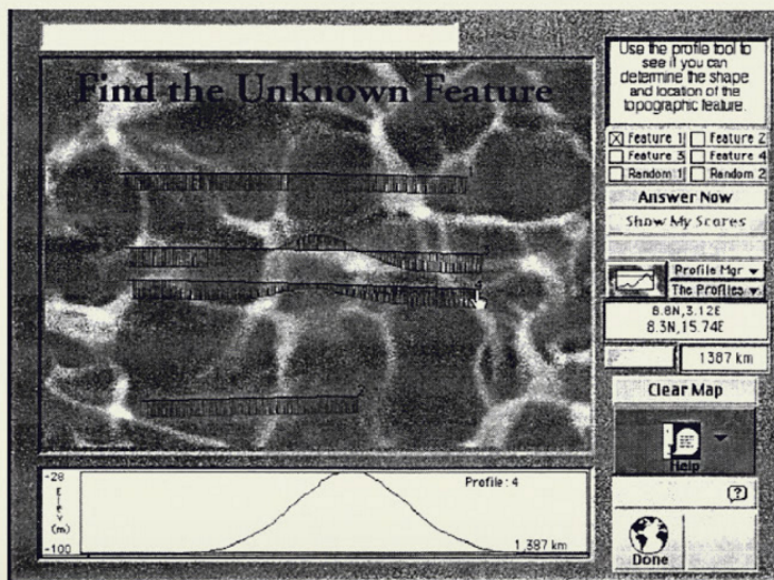 Find the Unknown Feature
Use the profile tool to
see if you can
determine the shape
and location of the
topographic feature.
Feature 1 Feature 2
Feature 3 Feature 4
Random 1 Random 2
Answer Now
Show My Scores
Profile Mgr
The Profiles
8.8N,3.12E
8.3N,15.74E
1387 km
Clear Map
Help
?
Done
-28
Elev
(m)
-100
Profile: 4
1,387 km